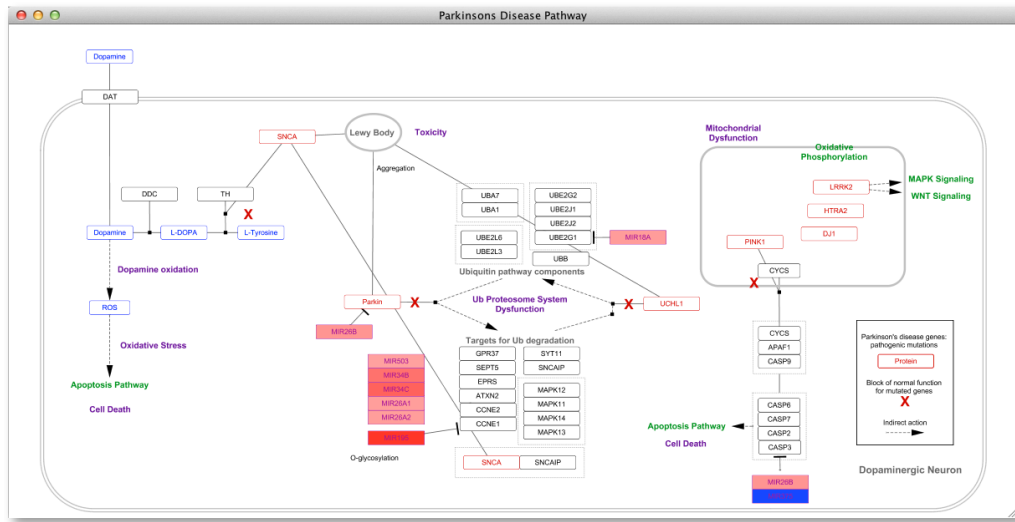 Parkinsons Disease Pathway
Dopamine
DAT
SNCA
Lewy Body
Toxicity
Aggregation
Mitochondrial
Dysfunction
Oxidative
Phosphorylation
LRRK2
MAPK Signaling
WNT Signaling
HTRA2
DJ1
PINK1
CYCS
DDC
TH
X
Dopamine
L-DOPA
L-Tyrosine
UBA7
UBA1
UBE2L6
UBE2L3
UBE2G2
UBE2J1
UBE2J2
UBE2G1
UBB
MIR18A
Ubiquitin pathway components
Dopamine oxidation
ROS
Oxidative Stress
Apoptosis Pathway
Cell Death
Parkin
X
MIR26B
Ub Proteosome System
Dysfunction
X
UCHL1
X
Targets for Ub degradation
GPR37
SEPT5
EPRS
ATXN2
CCNE2
CCNE1
SYT11
SNCAIP
MAPK12
MAPK11
MAPK14
MAPK13
MIR503
MIR34B
MIR34C
MIR26A1
MIR26A2
O-glycosylation
SNCA
SNCAIP
CYCS
APAF1
CASP9
CASP6
CASP7
CASP2
CASP3
Apoptosis Pathway
Cell Death
MIR26B
Parkinson's disease genes:
pathogenic mutations
Protein
Block of normal function
for mutated genes
X
Indirect action
Dopaminergic Neuron